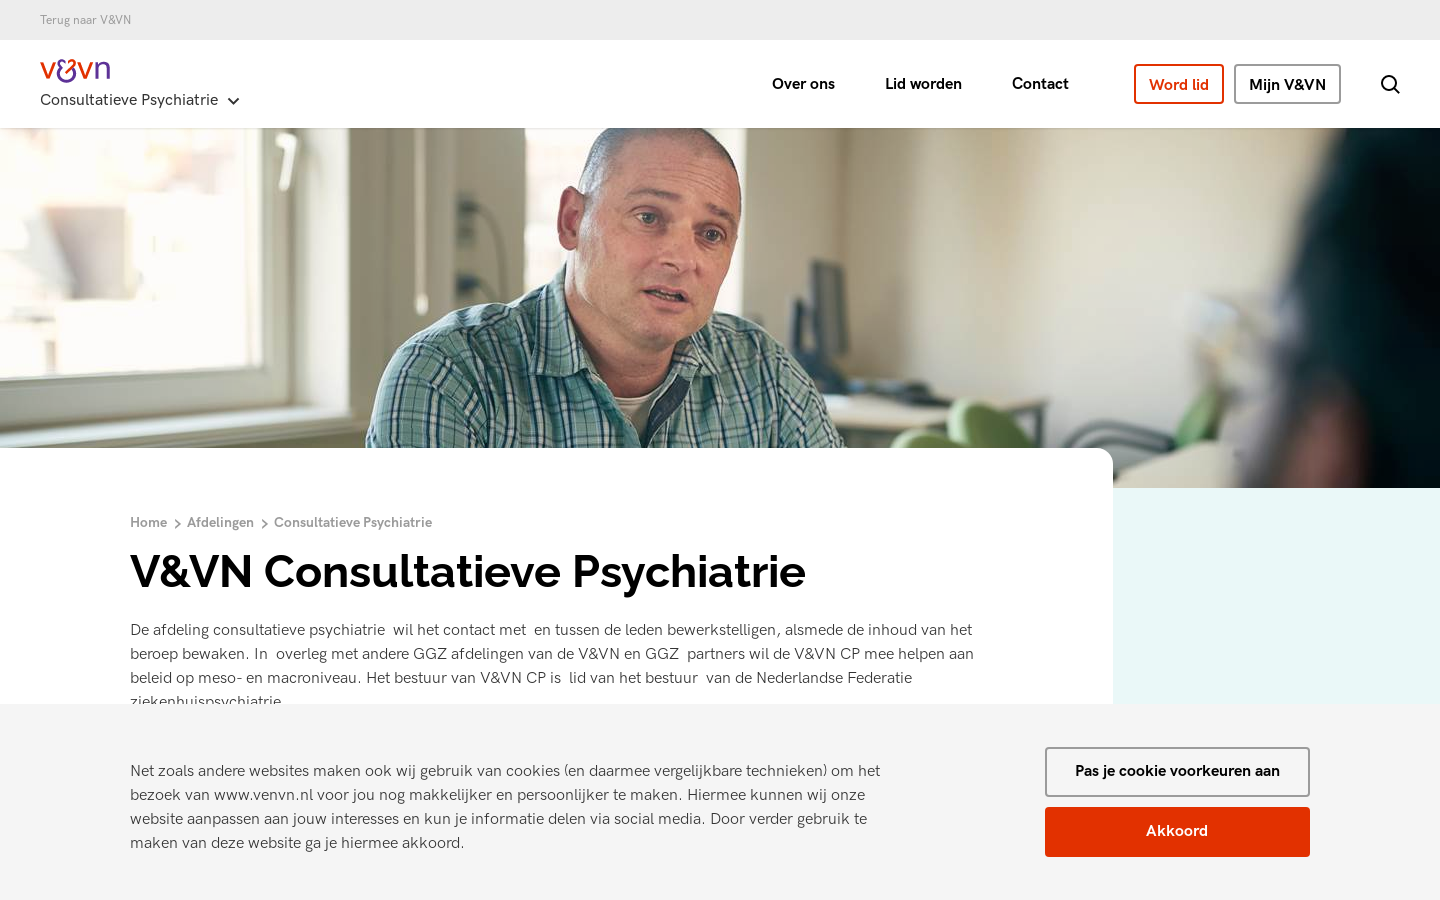 Terug naar V&VN
v&vn
Consultatieve Psychiatrie
Over ons
Lid worden
Contact
Word lid
Mijn V&VN
Home
Afdelingen
Consultatieve Psychiatrie
V&VN Consultatieve Psychiatrie
De afdeling consultatieve psychiatrie wil het contact met en tussen de leden bewerkstelligen, alsmede de inhoud van het
beroep bewaken. In overleg met andere GGZ afdelingen van de V&VN en GGZ partners wil de V&VN CP mee helpen aan
beleid op meso- en macroniveau. Het bestuur van V&VN CP is lid van het bestuur van de Nederlandse Federatie
ziekenhuispsychiatrie
Net zoals andere websites maken ook wij gebruik van cookies (en daarmee vergelijkbare technieken) om het
bezoek van www.venvn.nl voor jou nog makkelijker en persoonlijker te maken. Hiermee kunnen wij onze
website aanpassen aan jouw interesses en kun je informatie delen via social media. Door verder gebruik te
maken van deze website ga je hiermee akkoord.
Pas je cookie voorkeuren aan
Akkoord